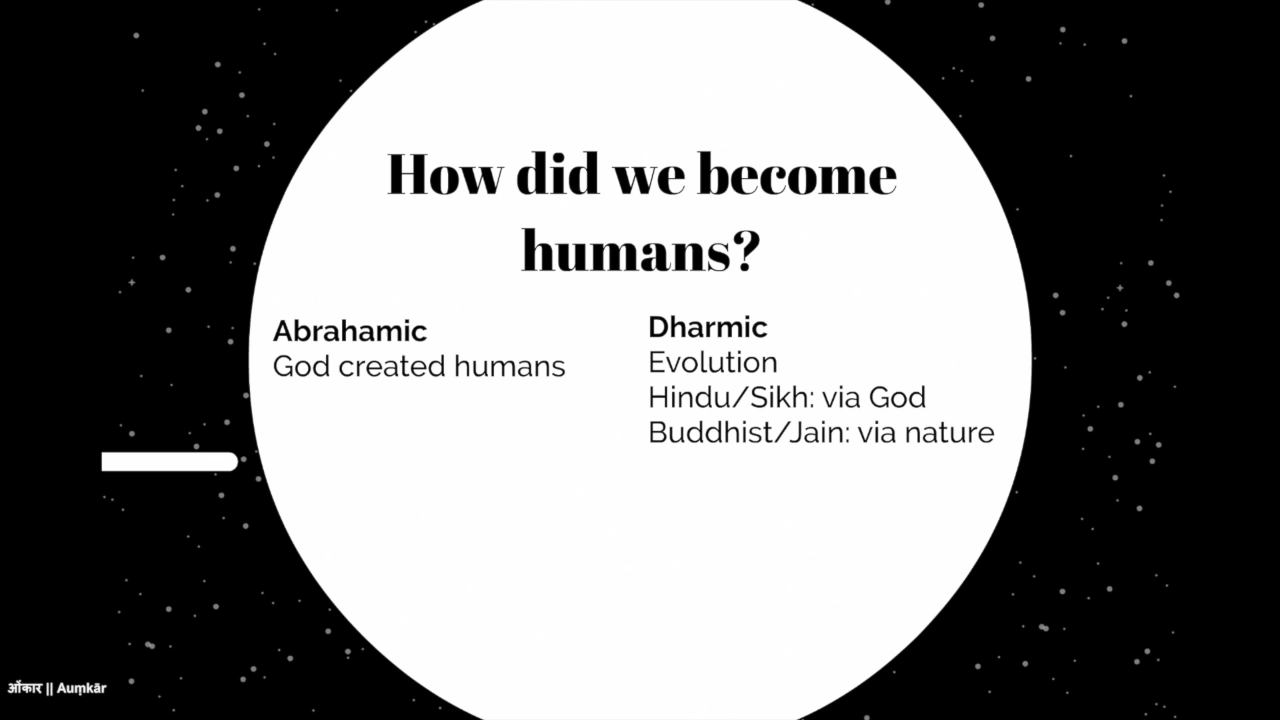 How did we become
humans?
Abrahamic
God created humans
Dharmic
Evolution
Hindu/Sikh: via God
Buddhist/Jain: via nature
ओंकार || Auṃkār